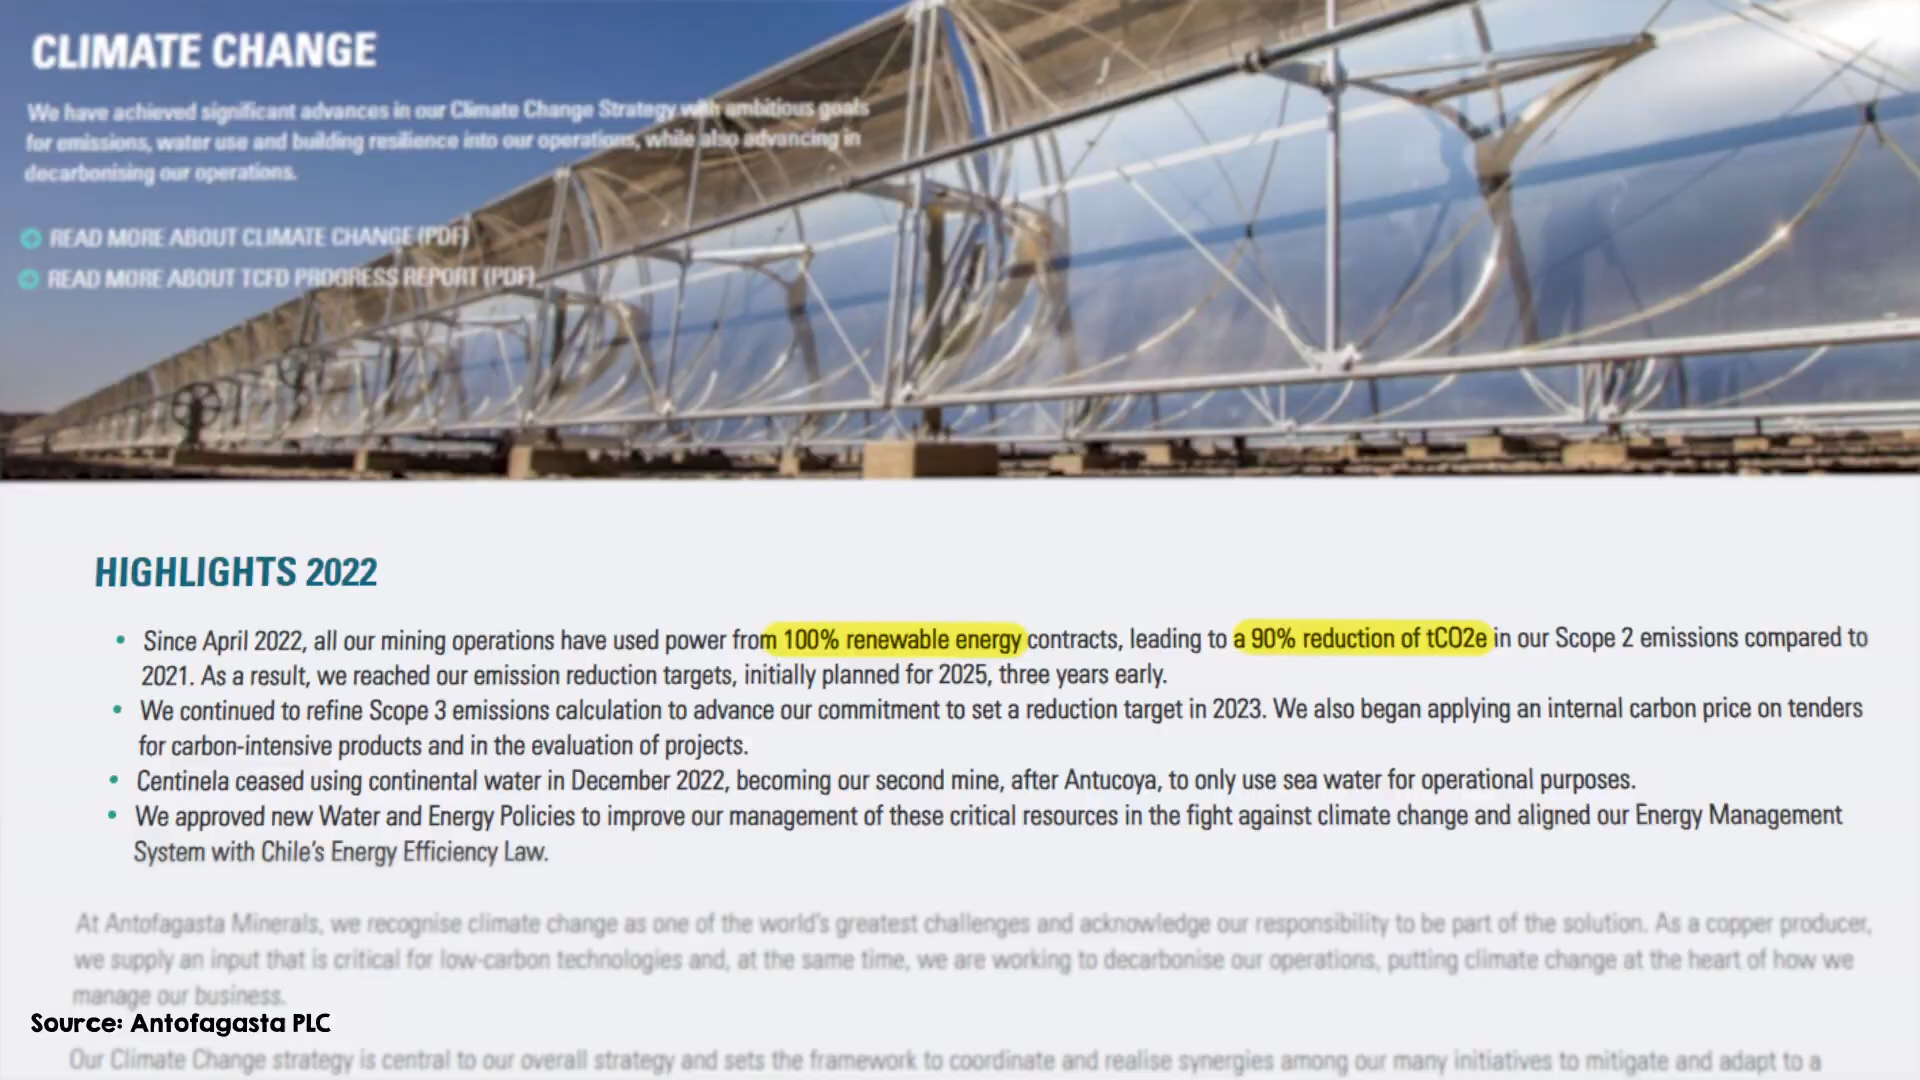 CLIMATE CHANGE
We have achieved significant advances in our Climate Change Strategy with ambitious goals
for emissions, water use and building resilience into our operations, while also advancing in
decarbonising our operations.
READ MORE ABOUT CLIMATE CHANGE (PDF)
READ MORE ABOUT TCFD PROGRESS REPORT (PDF)
HIGHLIGHTS 2022
• Since April 2022, all our mining operations have used power from 100% renewable energy contracts, leading to a 90% reduction of tCO2e in our Scope 2 emissions compared to
2021. As a result, we reached our emission reduction targets, initially planned for 2025, three years early.
• We continued to refine Scope 3 emissions calculation to advance our commitment to set a reduction target in 2023. We also began applying an internal carbon price on tenders
for carbon-intensive products and in the evaluation of projects.
• Centinela ceased using continental water in December 2022, becoming our second mine, after Antucoya, to only use sea water for operational purposes.
• We approved new Water and Energy Policies to improve our management of these critical resources in the fight against climate change and aligned our Energy Management
System with Chile's Energy Efficiency Law.
At Antofagasta Minerals, we recognise climate change as one of the world's greatest challenges and acknowledge our responsibility to be part of the solution. As a copper producer,
we supply an input that is critical for low-carbon technologies and, at the same time, we are working to decarbonise our operations, putting climate change at the heart of how we
manage our business.
Source: Antofagasta PLC
Our Climate Change strategy is central to our overall strategy and sets the framework to coordinate and realise synergies among our many initiatives to mitigate and adapt to a